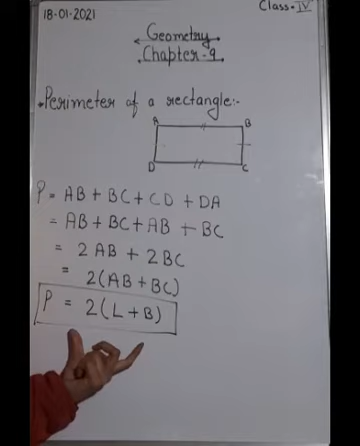 18-01-2021
Class-IV
Geometry
Chapter-9
Perimeter of a rectangle:-
A B
D C
P = AB + BC + CD + DA
= AB + BC + AB + BC
= 2 AB + 2 BC
= 2(AB + BC)
P = 2(L + B)